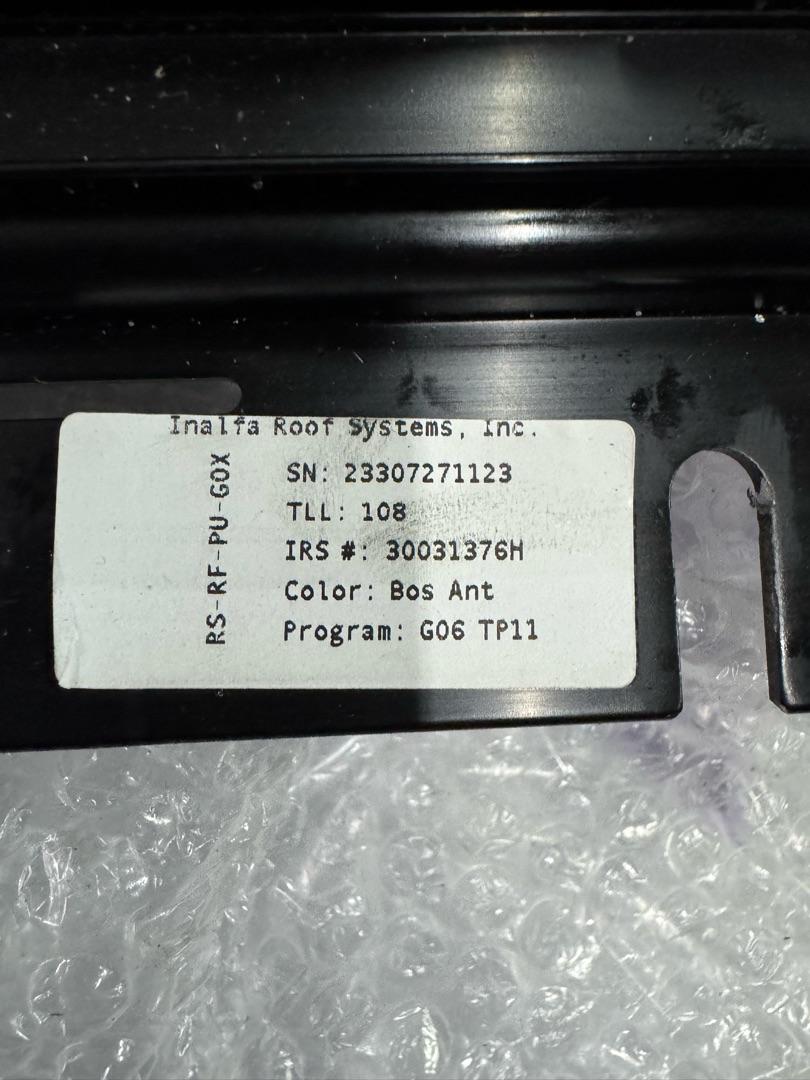 Inalfa Roof Systems, Inc.
RS-RF-PU-GOX
SN: 23307271123
TLL: 108
IRS #: 30031376H
Color: Bos Ant
Program: G06 TP11